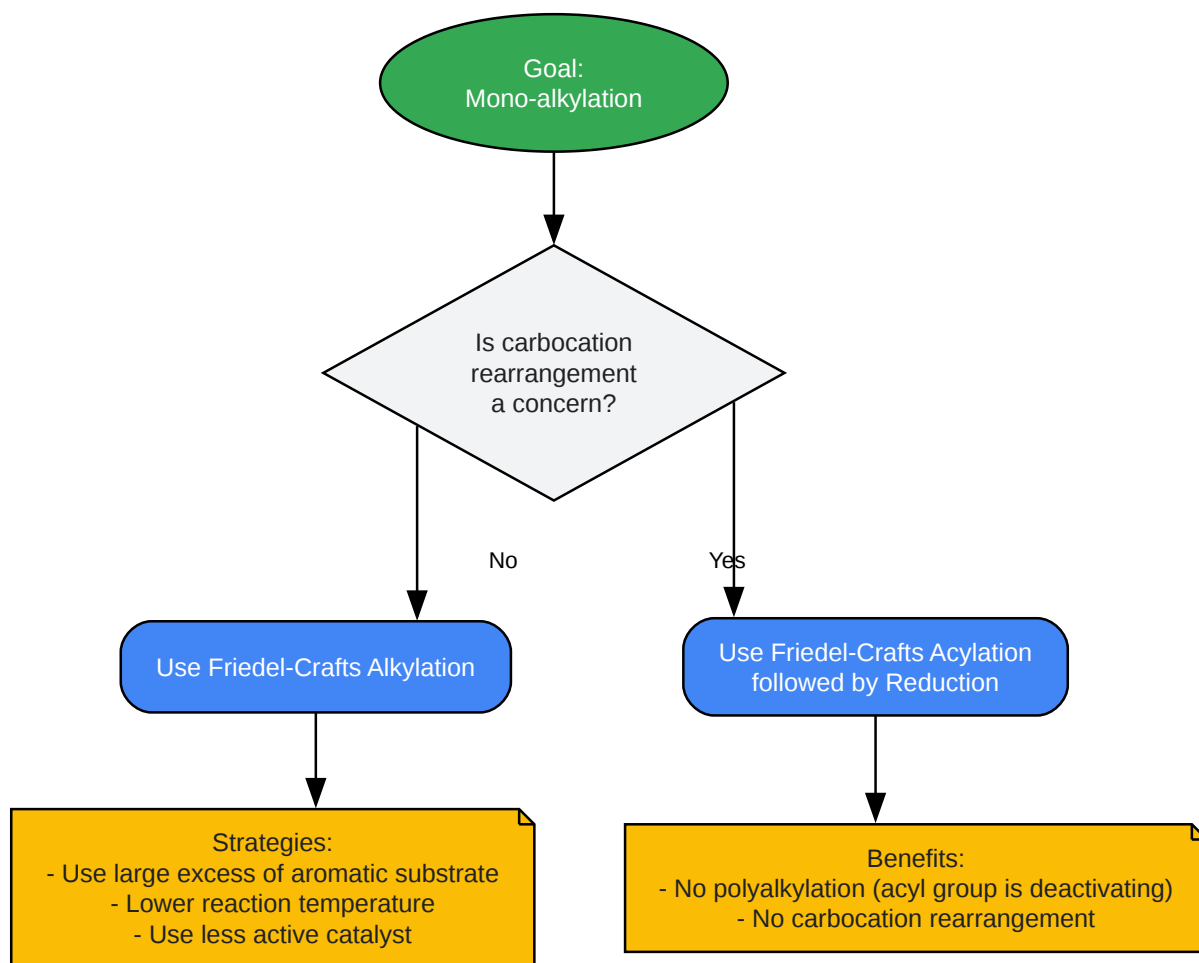 Goal:
Mono-alkylation
Is carbocation
rearrangement
a concern?
No
Yes
Use Friedel-Crafts Alkylation
Use Friedel-Crafts Acylation
followed by Reduction
Strategies:
- Use large excess of aromatic substrate
- Lower reaction temperature
- Use less active catalyst
Benefits:
- No polyalkylation (acyl group is deactivating)
- No carbocation rearrangement